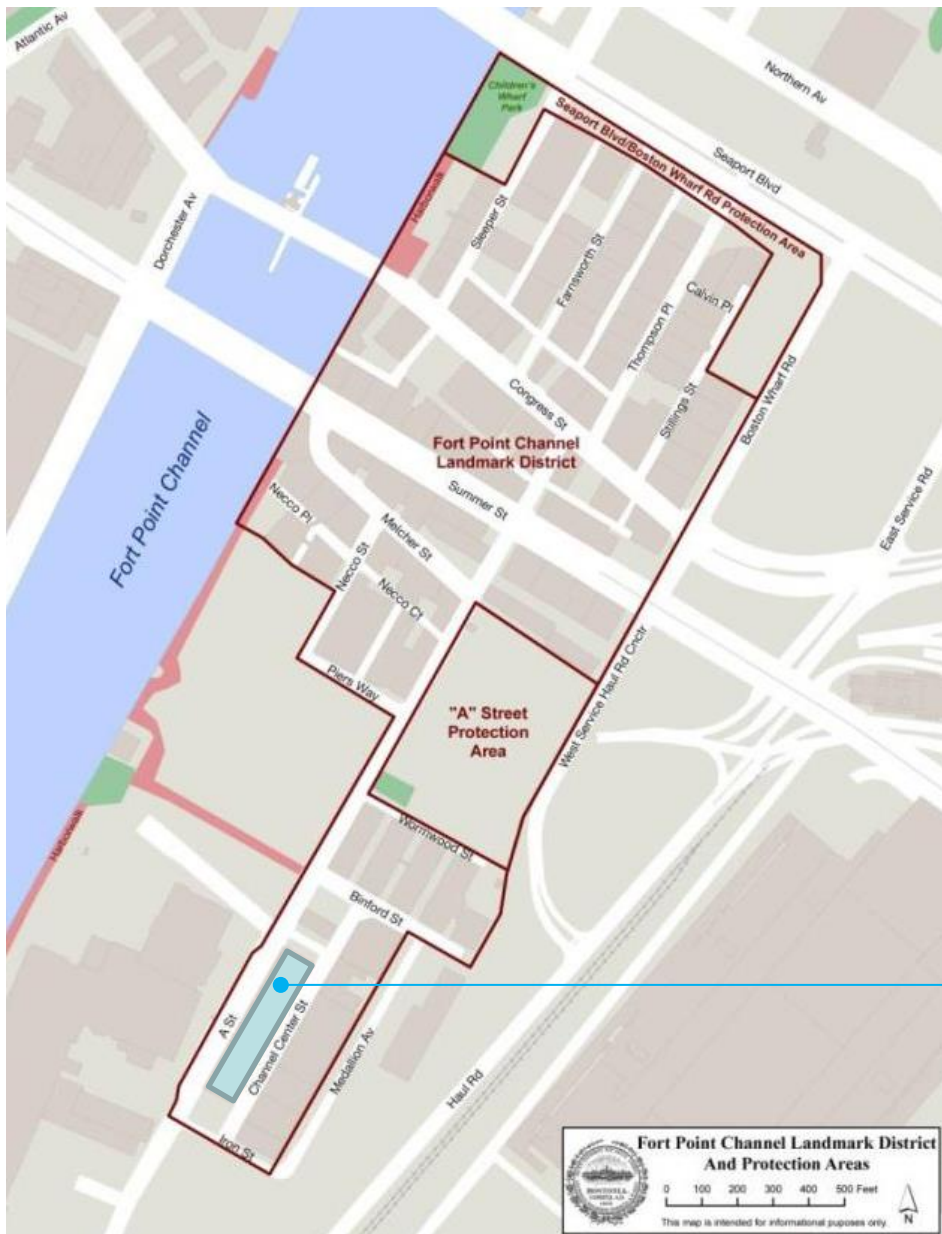 Atlantic Av
Northern Av
Children's
Wharf
Park
Seaport Blvd/Boston Wharf Rd Protection Area
Seaport Blvd
Harborwalk
Dorchester Av
Sleeper St
Farnsworth St
Calvin Pl
Thompson Pl
Stillings St
Boston Wharf Rd
Congress St
Fort Point Channel
Landmark District
Fort Point Channel
Summer St
East Service Rd
Necco Pl
Melcher St
Necco St
Necco Ct
Piers Way
"A" Street
Protection
Area
West Service Haul Rd Cnctr
Harborwalk
Wormwood St
Binford St
A St
Channel Center St
Medallion Av
Haul Rd
Iron St
Fort Point Channel Landmark District
And Protection Areas
0 100 200 300 400 500 Feet
N
This map is intended for informational puposes only.